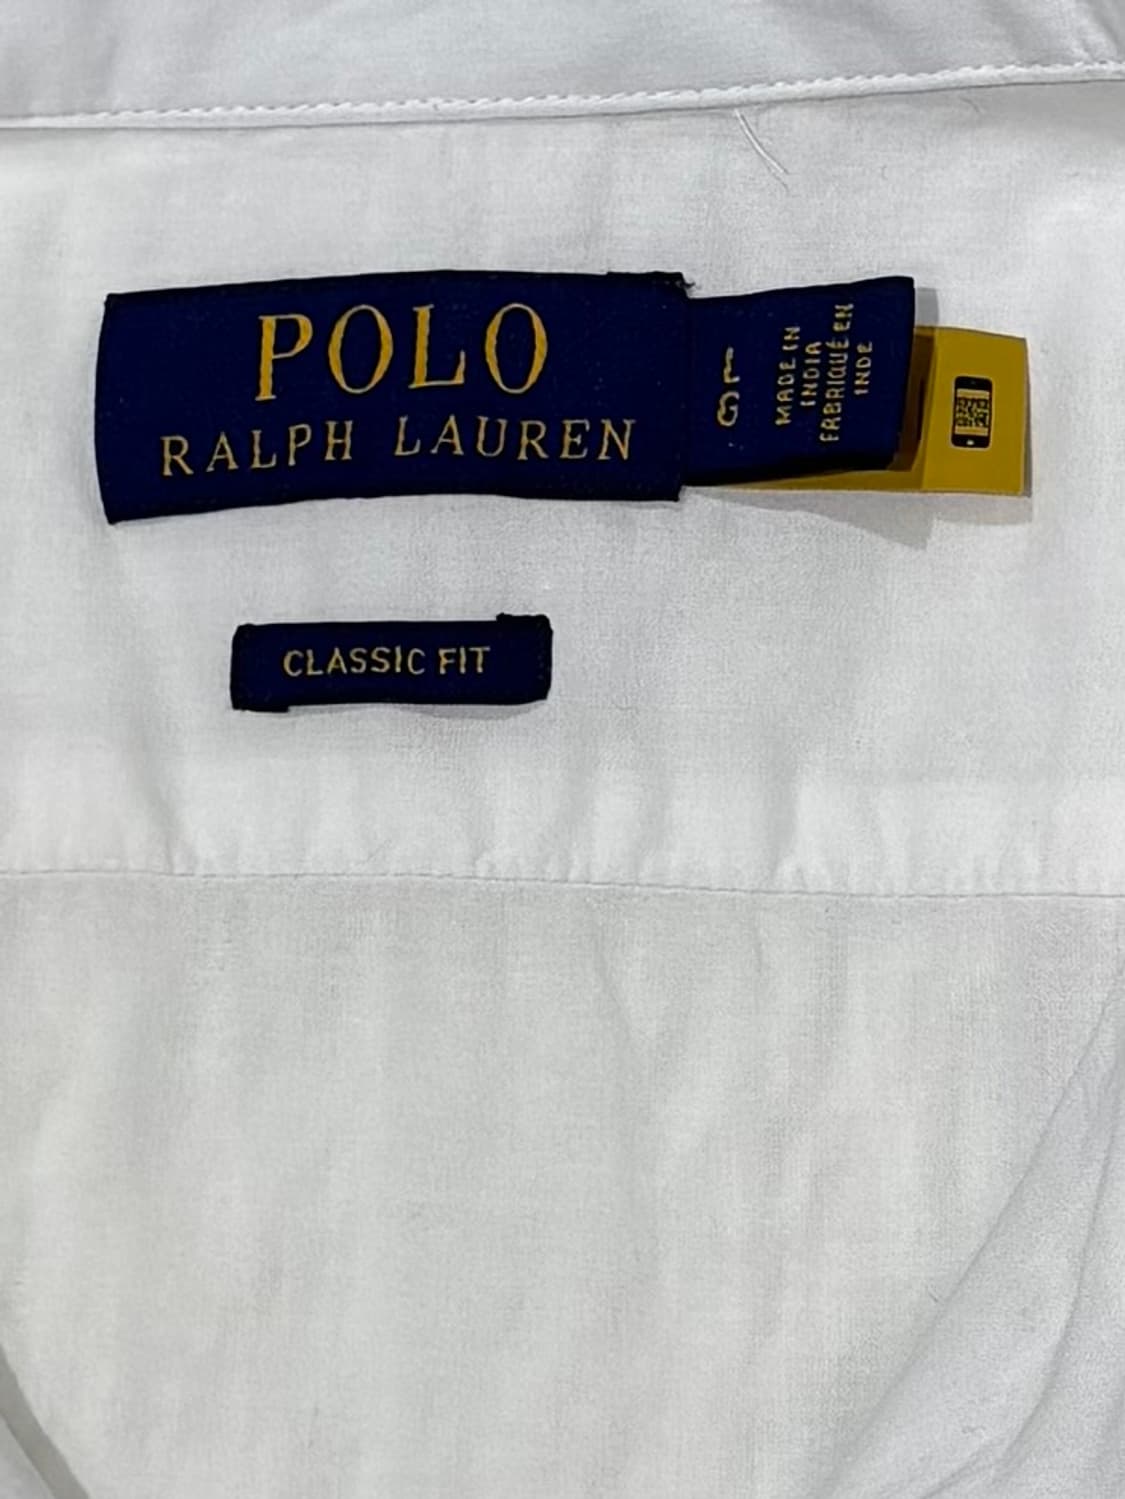 POLO
RALPH LAUREN
MADE IN
INDIA
FABRIQUÉ EN
INDE
CLASSIC FIT